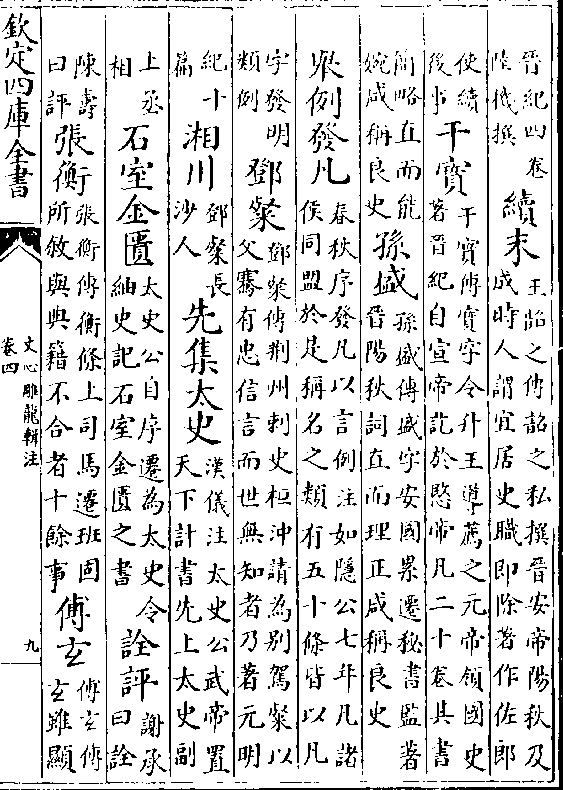 晉紀四卷
陸機撰
續末
王韶之傳韶之私撰晉安帝陽秋及
成時人謂宜居史職即除著作佐郎
使續
後事
干寶
干寶傳寶字令升王導薦之元帝領國史
著晉紀自宣帝訖於愍帝凡二十卷其書
簡略直而能
婉咸稱良史
孫盛
孫盛傳盛字安國累遷秘書監著
晉陽秋詞直而理正咸稱良史
例發凡
春秋序發凡以言例注如隱公七年凡諸
侯同盟於是稱名之類有五十條皆以凡
字發明
類例
鄧粲
鄧粲傳荆州刺史桓沖請為別駕粲以
父騫有忠信言而世無知者乃著元明
紀十
篇
湘川
鄧粲長
沙人
先集太史
漢儀注太史公武帝置
天下計書先上太史副
上丞
相
石室金匱
太史公自序遷為太史令
紬史記石室金匱之書
詮評
謝承
曰詮
陳壽
曰評
張衡
張衡傳衡條上司馬遷班固
所敘與典籍不合者十餘事
傅玄
傅玄傳
玄雖顯
欽定四庫全書
文心雕龍輯注
卷四
九